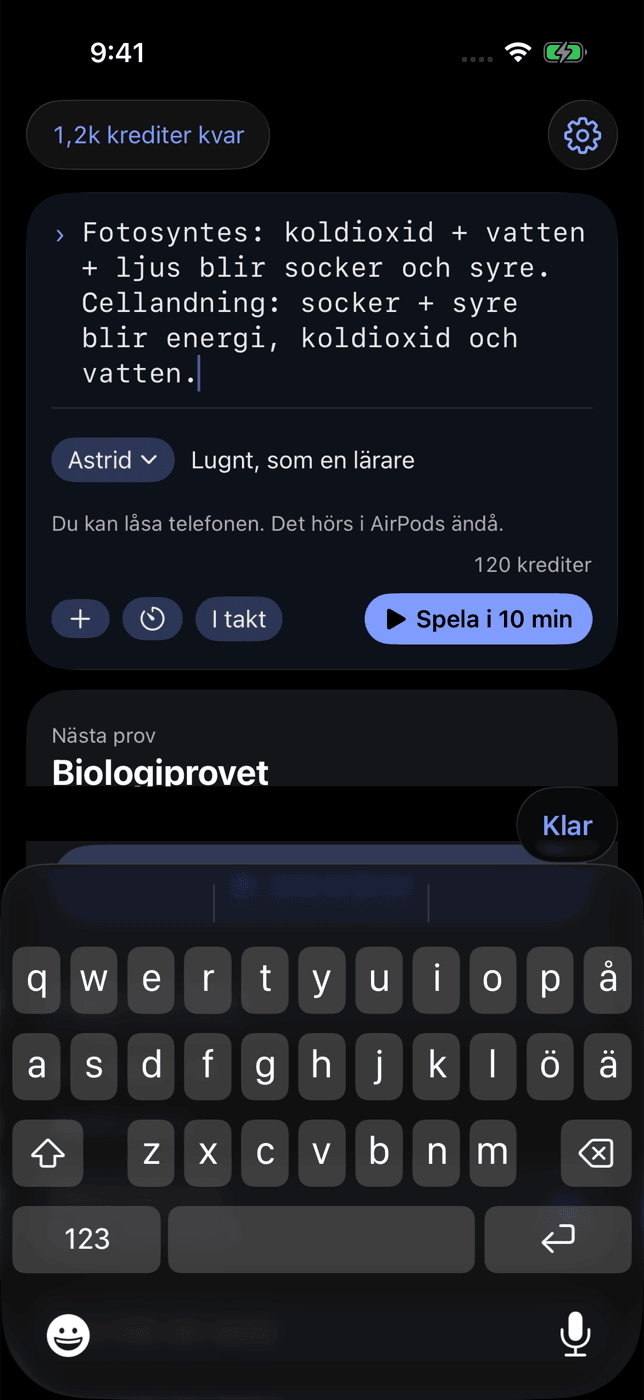 9:41
1,2k krediter kvar
› Fotosyntes: koldioxid + vatten
+ ljus blir socker och syre.
Cellandning: socker + syre
blir energi, koldioxid och
vatten.
Astrid Lugnt, som en lärare
Du kan låsa telefonen. Det hörs i AirPods ändå.
120 krediter
+ I takt Spela i 10 min
Nästa prov
Biologiprovet
Klar
q w e r t y u i o p å
a s d f g h j k l ö ä
z x c v b n m
123